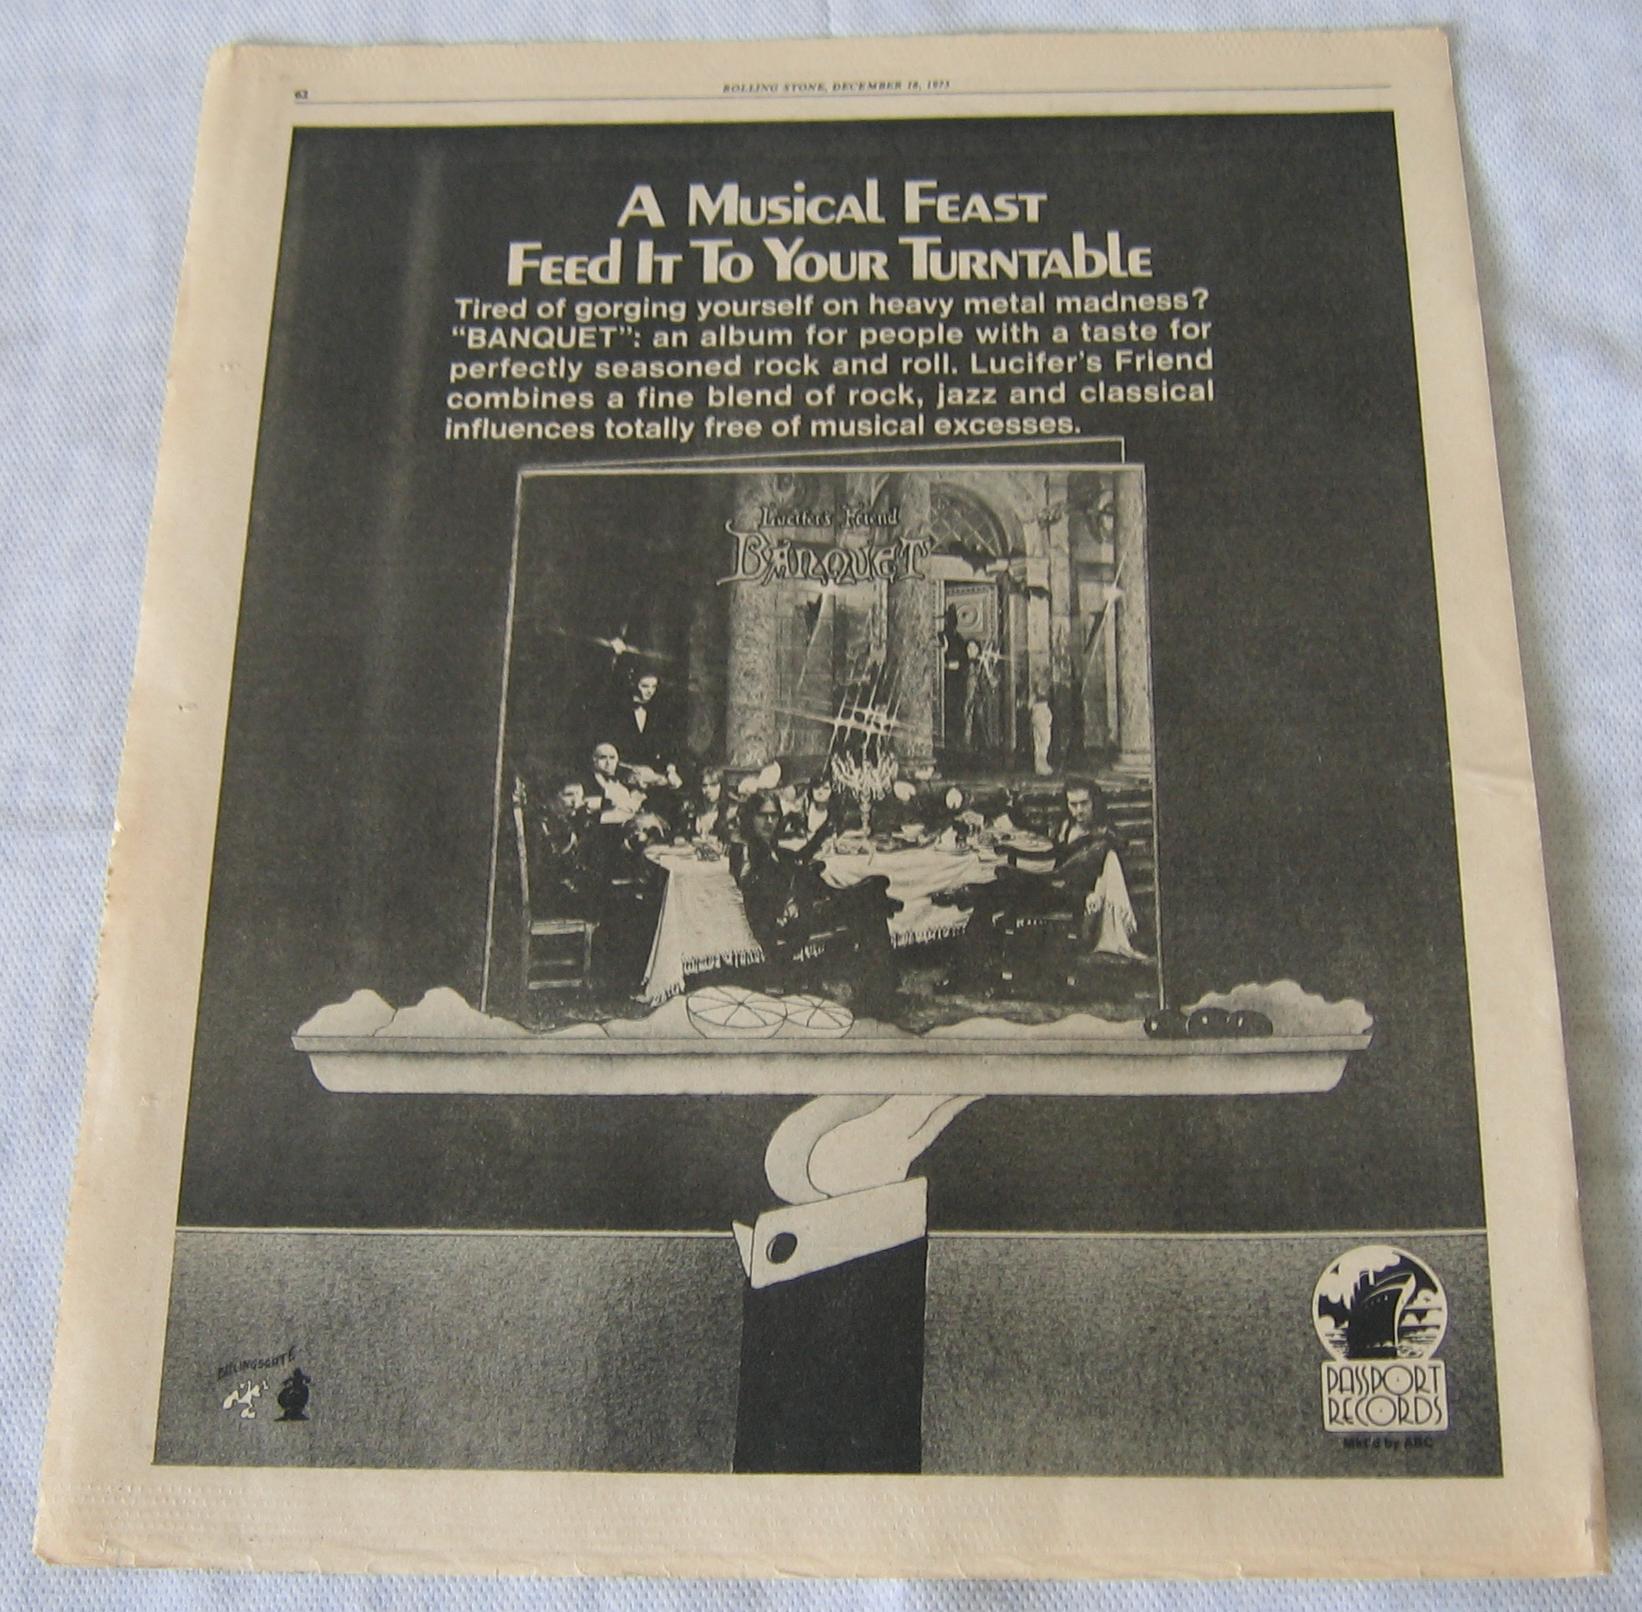 62
ROLLING STONE, DECEMBER 18, 1975
A MUSICAL FEAST
FEED IT TO YOUR TURNTABLE
Tired of gorging yourself on heavy metal madness?
“BANQUET”: an album for people with a taste for
perfectly seasoned rock and roll. Lucifer’s Friend
combines a fine blend of rock, jazz and classical
influences totally free of musical excesses.
Lucifer's Friend
BANQUET
BILLINGSGATE
PASSPORT
RECORDS
Mkt'd by ABC